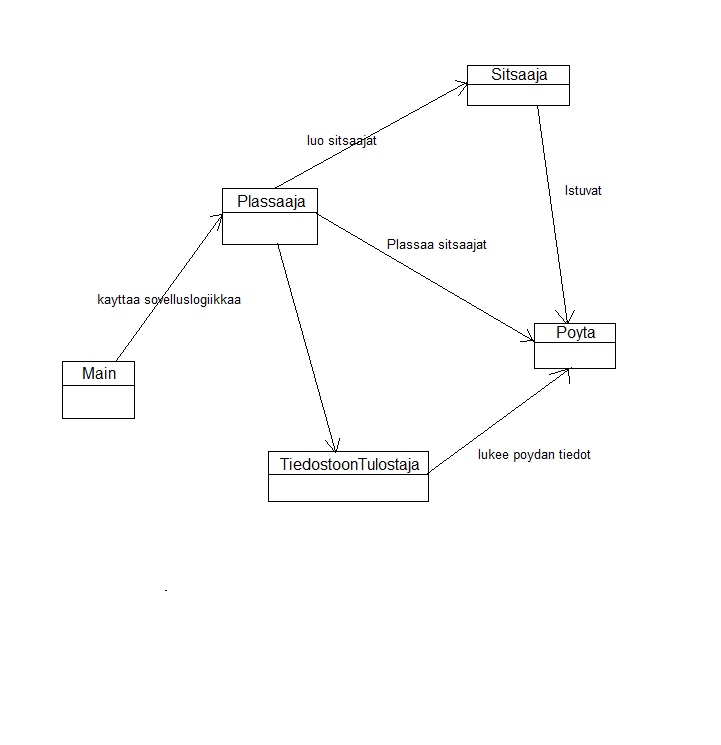 Sitsaaja
luo sitsaajat
Istuvat
Plassaaja
Plassaa sitsaajat
kayttaa sovelluslogiikkaa
Poyta
Main
lukee poydan tiedot
TiedostoonTulostaja